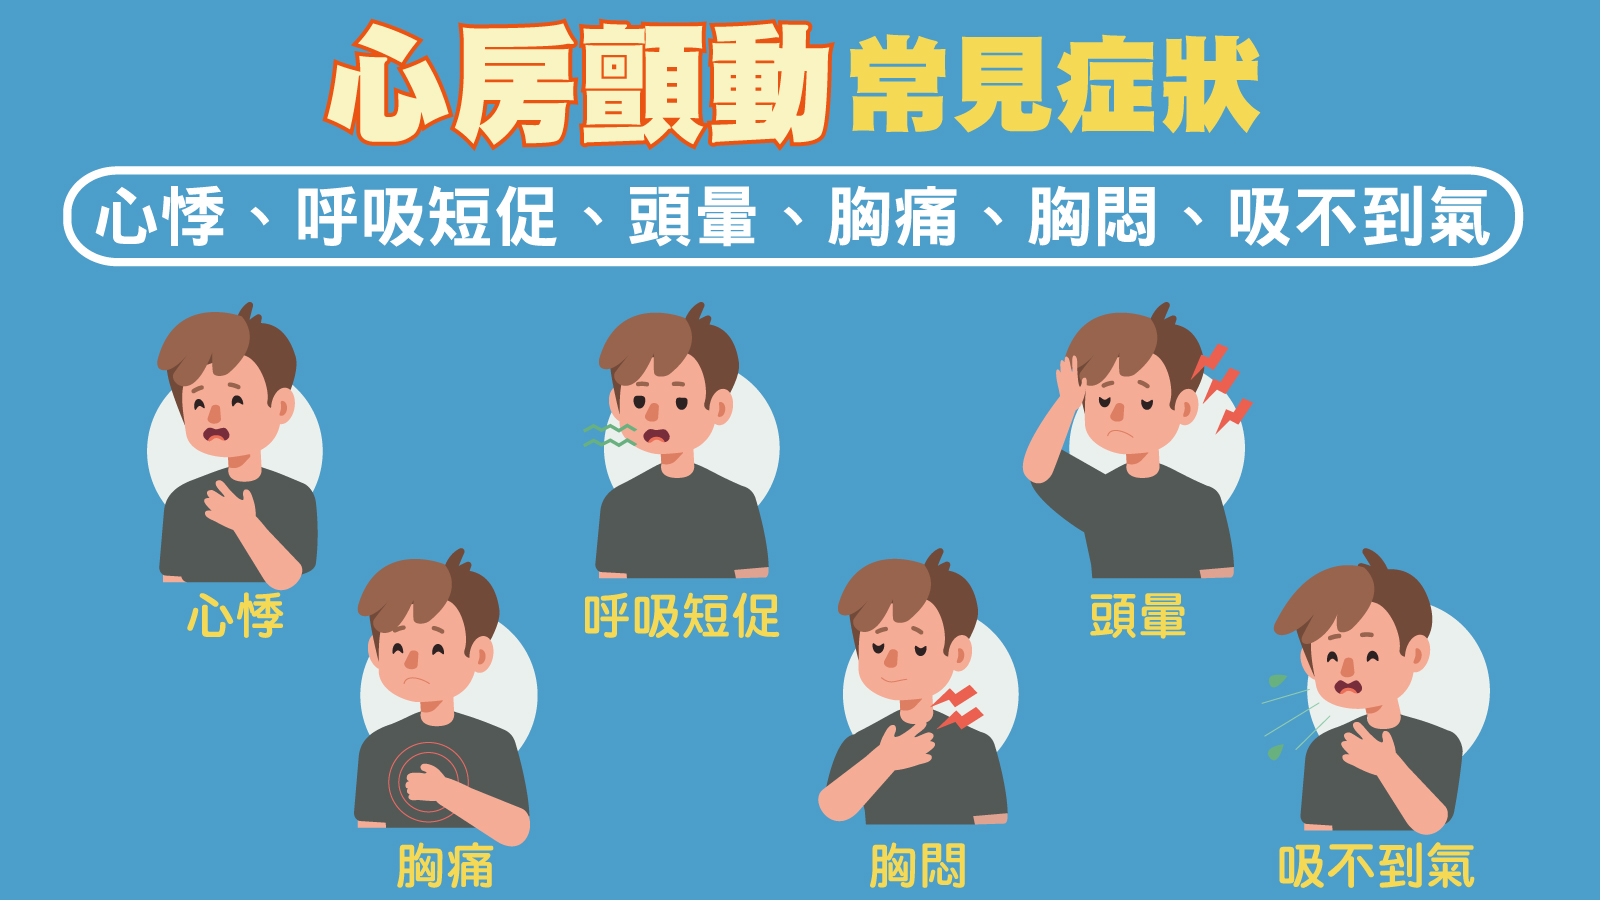 心房顫動常見症狀
心悸、呼吸短促、頭暈、胸痛、胸悶、吸不到氣
心悸
呼吸短促
頭暈
胸痛
胸悶
吸不到氣